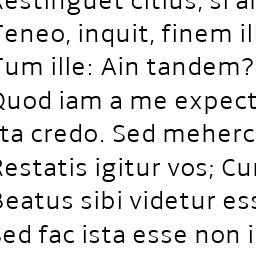 Restinguet citius, si ar
Teneo, inquit, finem ill
Tum ille: Ain tandem?
Quod iam a me expect
Ita credo. Sed meherc
Restatis igitur vos; Cur
Beatus sibi videtur ess
Sed fac ista esse non i